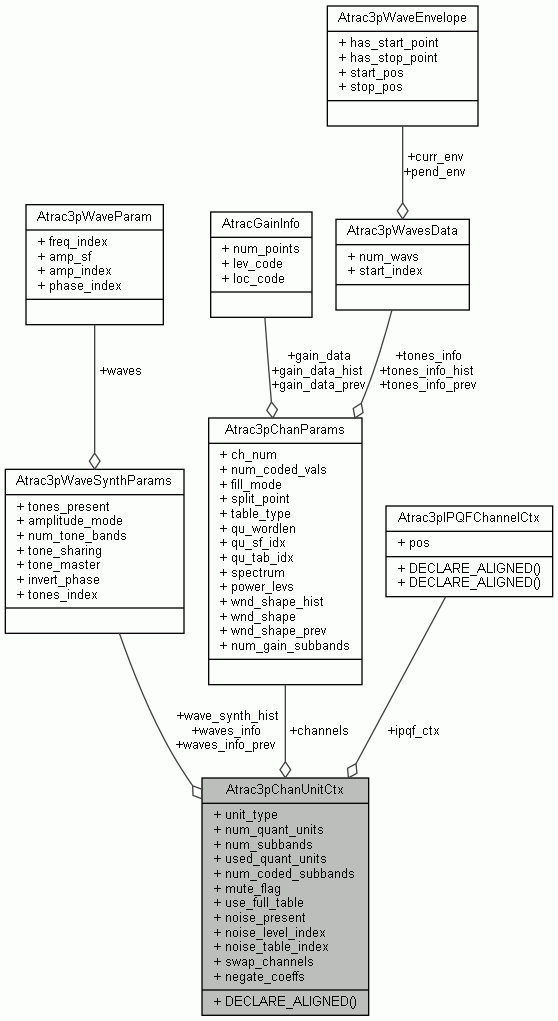 Atrac3pWaveEnvelope
+ has_start_point
+ has_stop_point
+ start_pos
+ stop_pos
+curr_env
+pend_env
Atrac3pWaveParam
+ freq_index
+ amp_sf
+ amp_index
+ phase_index
AtracGainInfo
+ num_points
+ lev_code
+ loc_code
Atrac3pWavesData
+ num_wavs
+ start_index
+waves
+gain_data
+gain_data_hist
+gain_data_prev
+tones_info
+tones_info_hist
+tones_info_prev
Atrac3pWaveSynthParams
+ tones_present
+ amplitude_mode
+ num_tone_bands
+ tone_sharing
+ tone_master
+ invert_phase
+ tones_index
Atrac3pChanParams
+ ch_num
+ num_coded_vals
+ fill_mode
+ split_point
+ table_type
+ qu_wordlen
+ qu_sf_idx
+ qu_tab_idx
+ spectrum
+ power_levs
+ wnd_shape_hist
+ wnd_shape
+ wnd_shape_prev
+ num_gain_subbands
Atrac3pIPQFChannelCtx
+ pos
+ DECLARE_ALIGNED()
+ DECLARE_ALIGNED()
+wave_synth_hist
+waves_info
+waves_info_prev
+channels
+ipqf_ctx
Atrac3pChanUnitCtx
+ unit_type
+ num_quant_units
+ num_subbands
+ used_quant_units
+ num_coded_subbands
+ mute_flag
+ use_full_table
+ noise_present
+ noise_level_index
+ noise_table_index
+ swap_channels
+ negate_coeffs
+ DECLARE_ALIGNED()